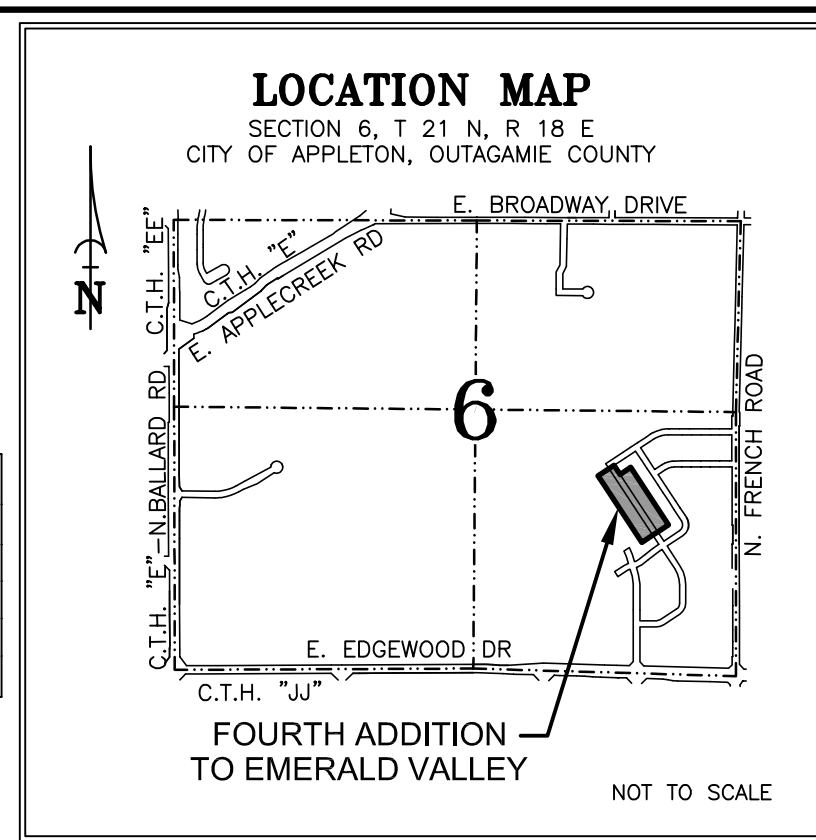 LOCATION MAP
SECTION 6, T 21 N, R 18 E
CITY OF APPLETON, OUTAGAMIE COUNTY
N
E. BROADWAY DRIVE
C.T.H. "EE"
C.T.H. "E"
E. APPLECREEK RD
6
C.T.H. "E"-N.BALLARD RD
N. FRENCH ROAD
E. EDGEWOOD DR
C.T.H. "JJ"
FOURTH ADDITION
TO EMERALD VALLEY
NOT TO SCALE